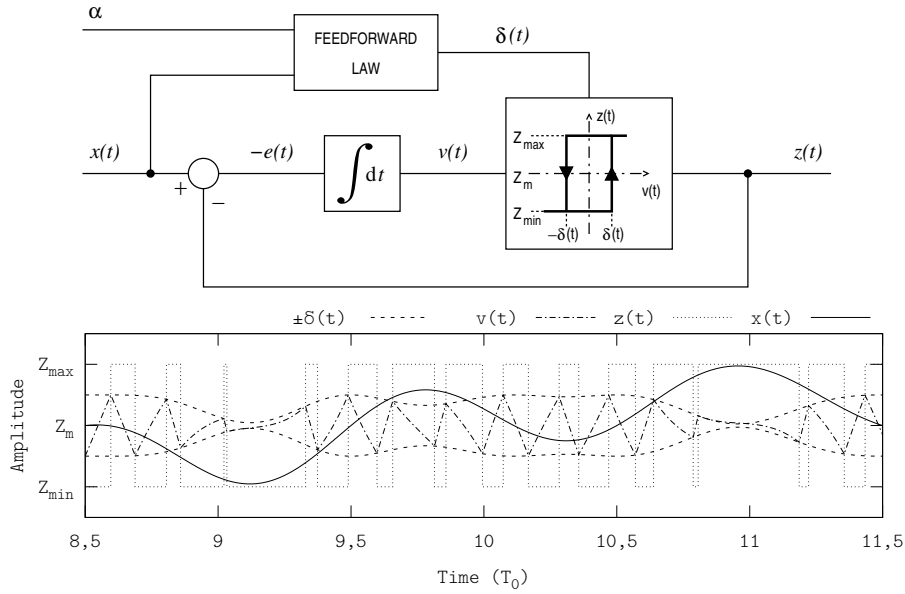 α
FEEDFORWARD
LAW
δ(t)
x(t)
+
−
−e(t)
∫dt
v(t)
z(t)
Z_max
Z_m
Z_min
v(t)
−δ(t)
δ(t)
z(t)
±δ(t) v(t) z(t) x(t)
Amplitude
Z_max
Z_m
Z_min
8,5 9 9,5 10 10,5 11 11,5
Time (T_0)